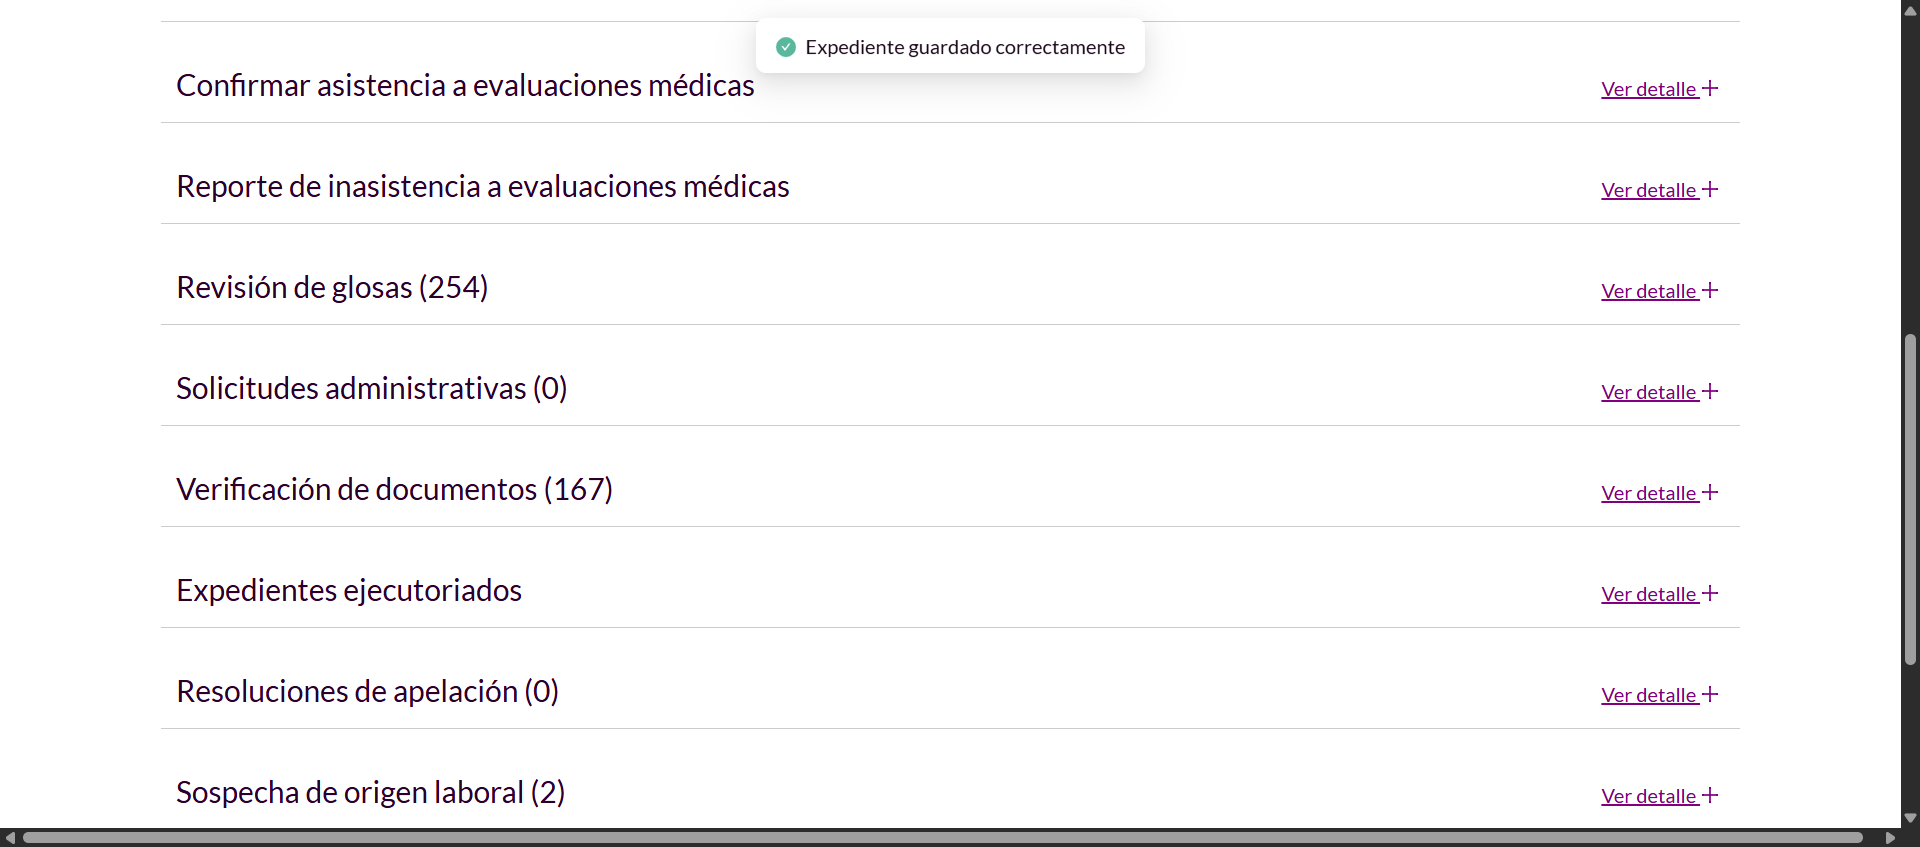 Expediente guardado correctamente
Confirmar asistencia a evaluaciones médicas
Ver detalle
Reporte de inasistencia a evaluaciones médicas
Ver detalle
Revisión de glosas (254)
Ver detalle
Solicitudes administrativas (0)
Ver detalle
Verificación de documentos (167)
Ver detalle
Expedientes ejecutoriados
Ver detalle
Resoluciones de apelación (0)
Ver detalle
Sospecha de origen laboral (2)
Ver detalle